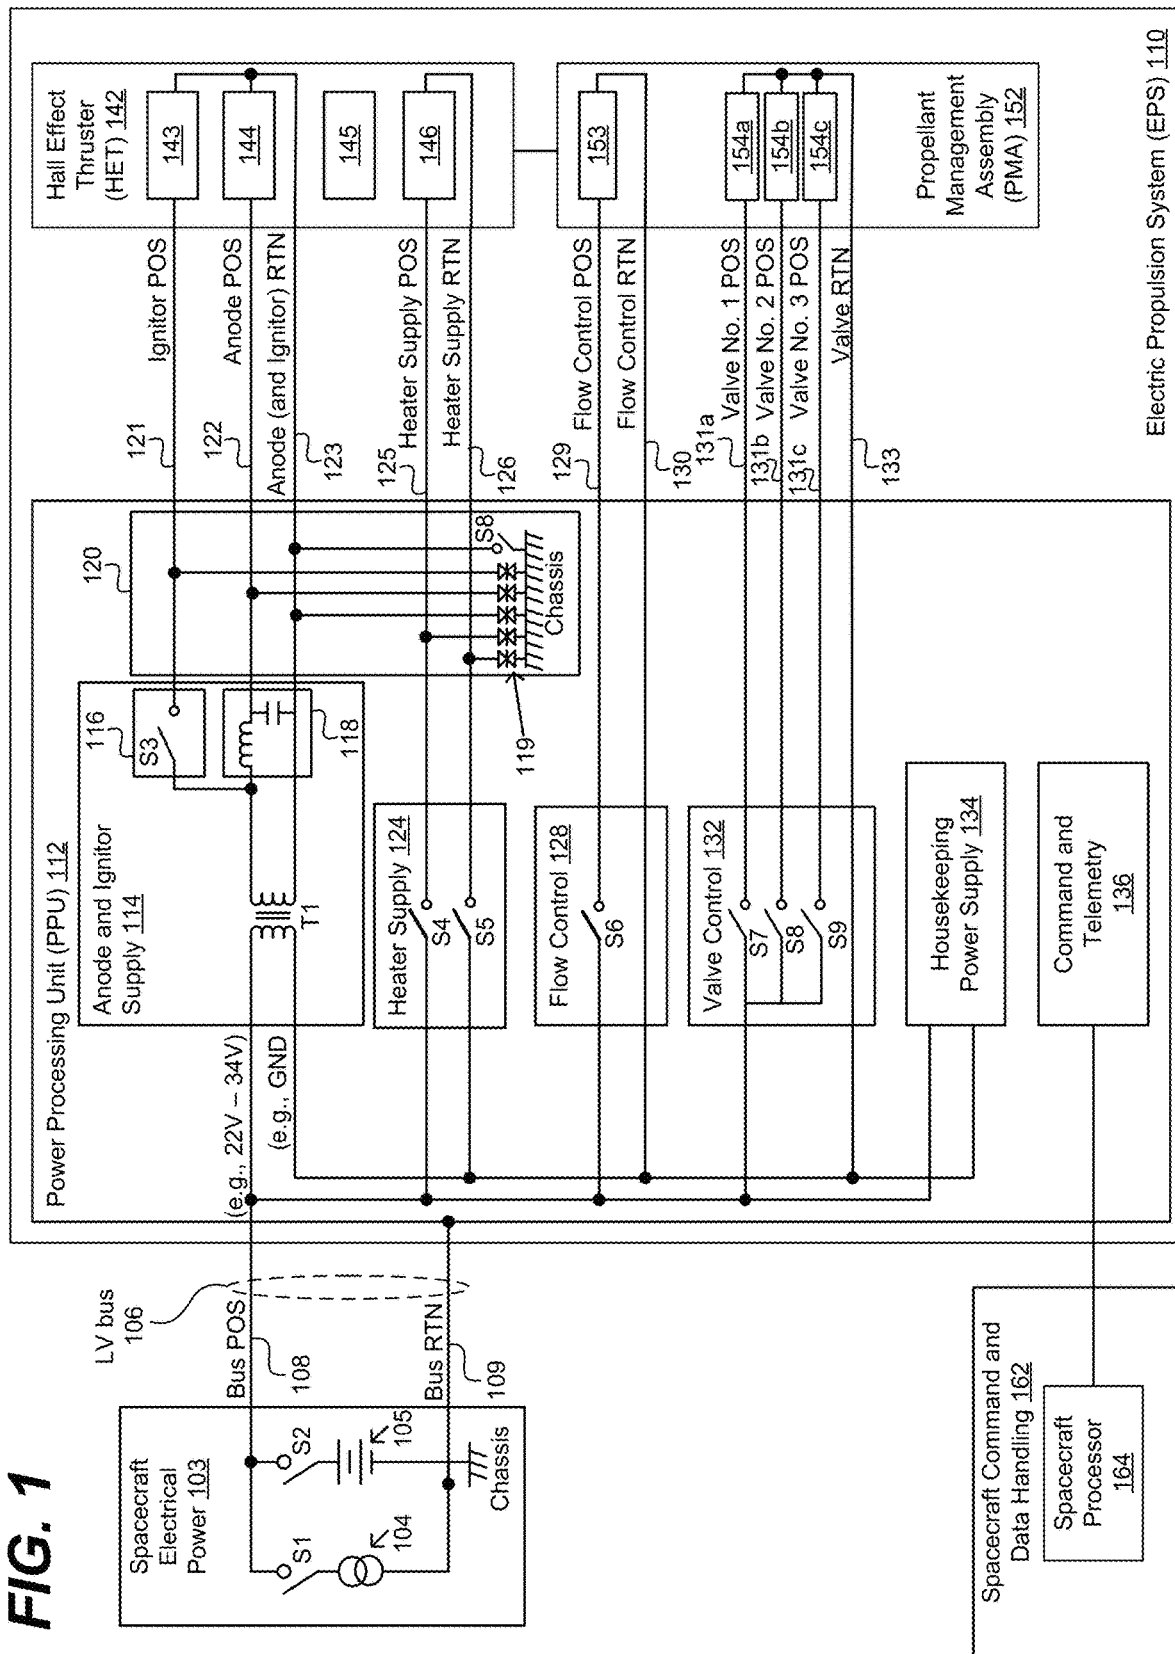 FIG. 1
Spacecraft
Electrical
Power 103
S1
104
S2
105
Chassis
Bus POS
108
Bus RTN
109
LV bus
106
Spacecraft Command and
Data Handling 162
Spacecraft
Processor
164
Electric Propulsion System (EPS) 110
Power Processing Unit (PPU) 112
(e.g., 22V – 34V)
(e.g., GND
Anode and Ignitor
Supply 114
T1
116
S3
118
120
119
S8
Chassis
Heater Supply 124
S4
S5
Flow Control 128
S6
Valve Control 132
S7
S8
S9
Housekeeping
Power Supply 134
Command and
Telemetry
136
121
Ignitor POS
122
Anode POS
123
Anode (and Ignitor) RTN
125
Heater Supply POS
126
Heater Supply RTN
129
Flow Control POS
130
Flow Control RTN
131a
Valve No. 1 POS
131b
Valve No. 2 POS
131c
Valve No. 3 POS
133
Valve RTN
Hall Effect
Thruster
(HET) 142
143
144
145
146
153
154a
154b
154c
Propellant
Management
Assembly
(PMA) 152